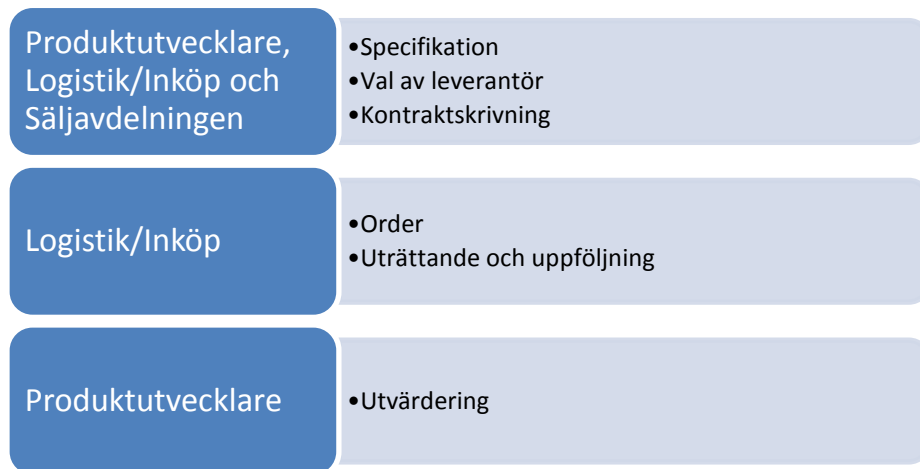 Produktutvecklare,
Logistik/Inköp och
Säljavdelningen
•Specifikation
•Val av leverantör
•Kontraktskrivning
Logistik/Inköp
•Order
•Uträttande och uppföljning
Produktutvecklare
•Utvärdering